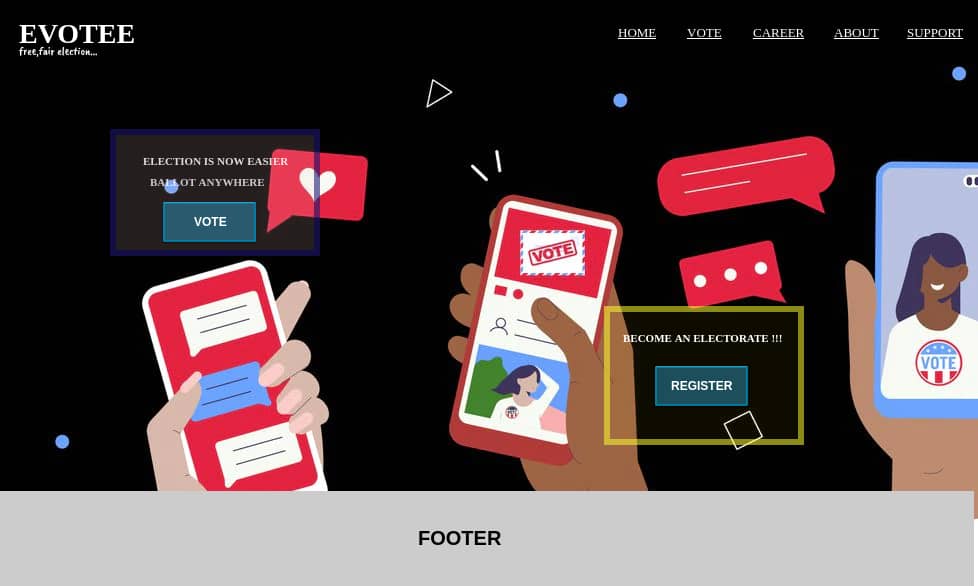 EVOTEE
free,fair election...
HOME VOTE CAREER ABOUT SUPPORT
ELECTION IS NOW EASIER
BALLOT ANYWHERE
VOTE
VOTE
BECOME AN ELECTORATE !!!
REGISTER
VOTE
VOTE
FOOTER